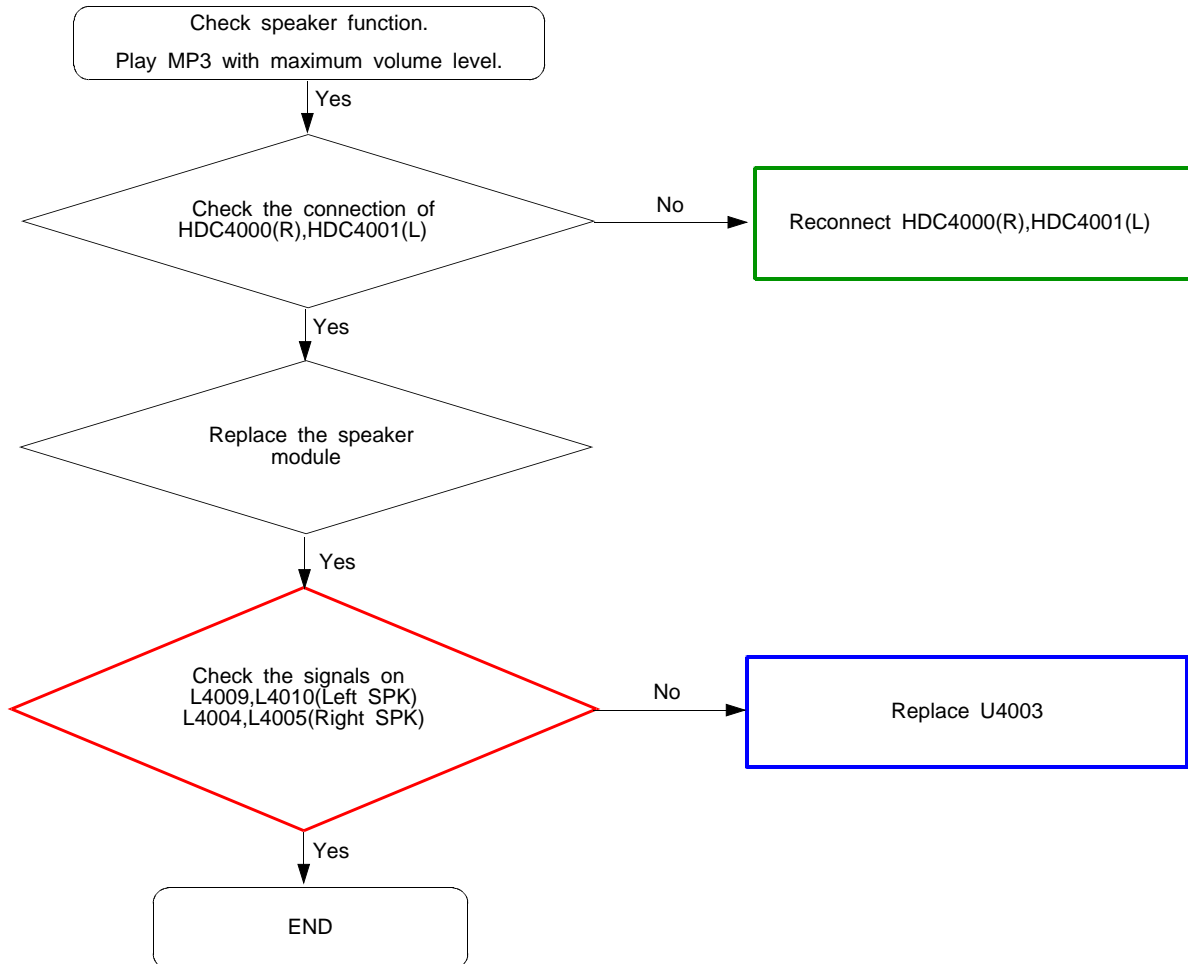 Check speaker function.
Play MP3 with maximum volume level.
Yes
Check the connection of
HDC4000(R),HDC4001(L)
No
Reconnect HDC4000(R),HDC4001(L)
Yes
Replace the speaker
module
Yes
Check the signals on
L4009,L4010(Left SPK)
L4004,L4005(Right SPK)
No
Replace U4003
Yes
END